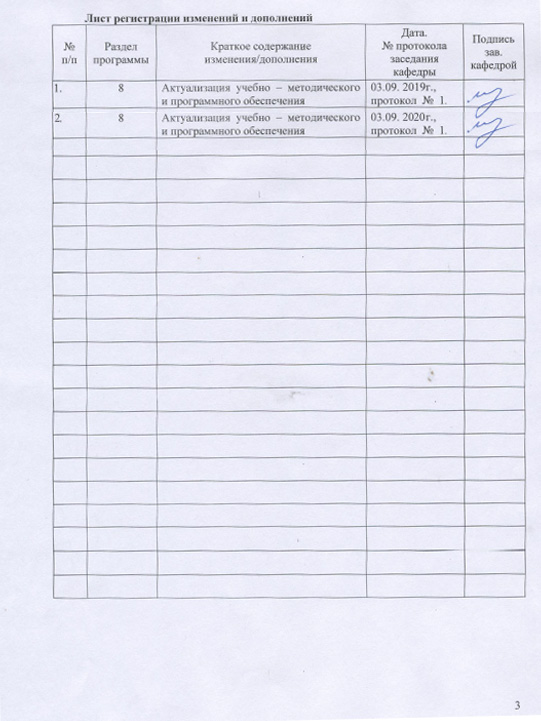 Лист регистрации изменений и дополнений
№ п/п
Раздел программы
Краткое содержание изменения/дополнения
Дата. № протокола заседания кафедры
Подпись зав. кафедрой
1.
8
Актуализация учебно – методического
и программного обеспечения
03.09. 2019г.,
протокол № 1.
2.
8
Актуализация учебно – методического
и программного обеспечения
03.09. 2020г.,
протокол № 1.
3